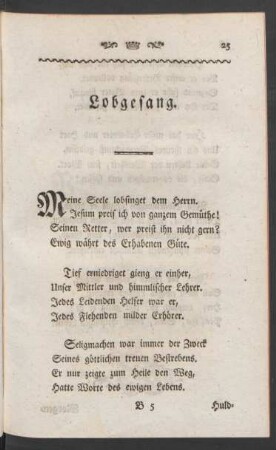 25
Lobgesang.
Meine Seele lobsinget dem Herrn.
Jesum preis' ich von ganzem Gemüthe!
Seinen Retter, wer preist ihn nicht gern?
Ewig währt des Erhabenen Güte.
Tief erniedriget gieng er einher,
Unser Mittler und himmlischer Lehrer.
Jedes Leidenden Helfer war er,
Jedes Flehenden milder Erhörer.
Seligmachen war immer der Zweck
Seines göttlichen treuen Bestrebens.
Er nur zeigte zum Heile den Weg,
Hatte Worte des ewigen Lebens.
B 5 Huld-